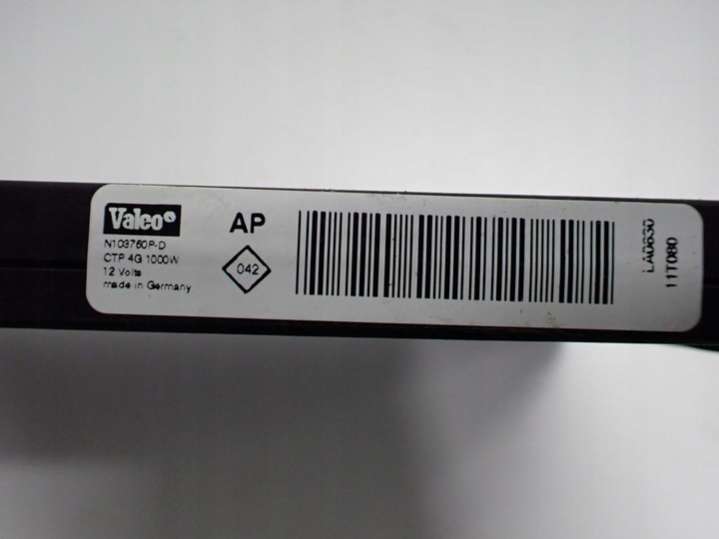 Valeo
N103760P-D
CTP 4G 1000W
12 Volts
made in Germany
AP
042
LA0630
11T080